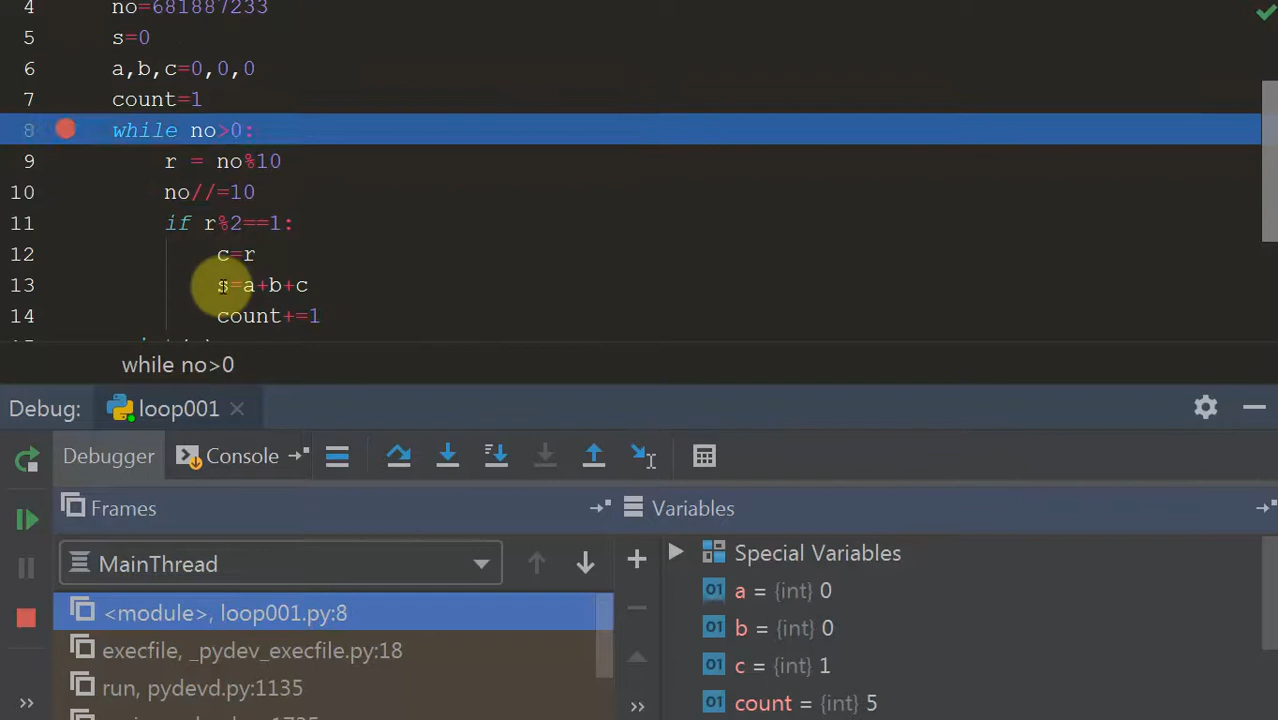 4 no=681887233
5 s=0
6 a,b,c=0,0,0
7 count=1
8 while no>0:
9 r = no%10
10 no//=10
11 if r%2==1:
12 c=r
13 s=a+b+c
14 count+=1
while no>0
Debug: loop001
Debugger Console
Frames Variables
MainThread Special Variables
a = {int} 0
<module>, loop001.py:8 b = {int} 0
execfile, _pydev_execfile.py:18 c = {int} 1
run, pydevd.py:1135 count = {int} 5